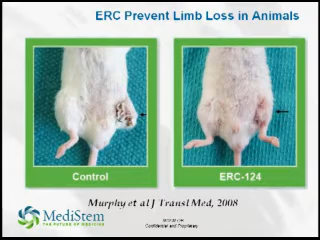 ERC Prevent Limb Loss in Animals
Control
ERC-124
Murphy et al J Transl Med, 2008
MediStem
THE FUTURE OF MEDICINE
Confidential and Proprietary